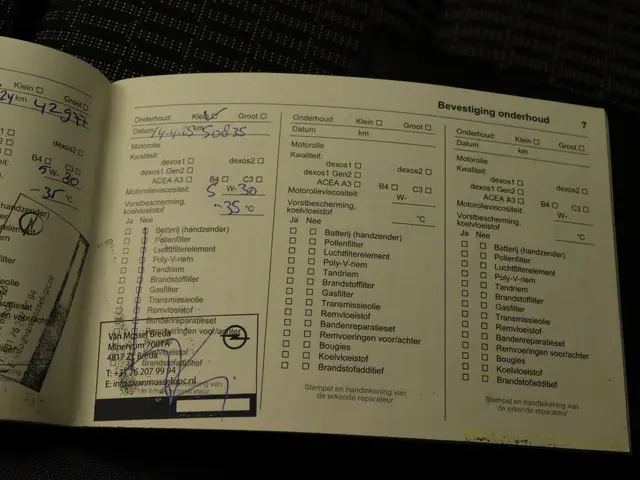 Bevestiging onderhoud 7
Klein Groot
24 km 42977
dexos2
B4 C3
5 W-30
-35 °C
handzender)
Onderhoud: Klein Groot
Datum 14.4.25 km 50835
Motorolie
Kwaliteit:
dexos1 dexos2
dexos1 Gen2
ACEA A3 B4 C3
Motorolieviscositeit: 5 W-30
Vorstbescherming,
koelvloeistof -35 °C
Ja Nee
Batterij (handzender)
Pollenfilter
Luchtfilterelement
Poly-V-riem
Tandriem
Brandstoffilter
Gasfilter
Transmissieolie
Remvloeistof
Bandenreparatieset
Remvoeringen voor/achter
Brandstofadditief
Van Mossel Breda
Minervum 7001A
4817 ZL Breda
T: +31 76 207 99 94
E: info@vanmosselopc.nl
Onderhoud: Klein Groot
Datum km
Motorolie
Kwaliteit:
dexos1 dexos2
dexos1 Gen2
ACEA A3 B4 C3
Motorolieviscositeit: W-
Vorstbescherming,
koelvloeistof °C
Ja Nee
Batterij (handzender)
Pollenfilter
Luchtfilterelement
Poly-V-riem
Tandriem
Brandstoffilter
Gasfilter
Transmissieolie
Remvloeistof
Bandenreparatieset
Remvoeringen voor/achter
Bougies
Koelvloeistof
Brandstofadditief
Stempel en handtekening van
de erkende reparateur
Onderhoud: Klein Groot
Datum km
Motorolie
Kwaliteit:
dexos1 dexos2
dexos1 Gen2
ACEA A3 B4 C3
Motorolieviscositeit: W-
Vorstbescherming,
koelvloeistof °C
Ja Nee
Batterij (handzender)
Pollenfilter
Luchtfilterelement
Poly-V-riem
Tandriem
Brandstoffilter
Gasfilter
Transmissieolie
Remvloeistof
Bandenreparatieset
Remvoeringen voor/achter
Bougies
Koelvloeistof
Brandstofadditief
Stempel en handtekening van
de erkende reparateur